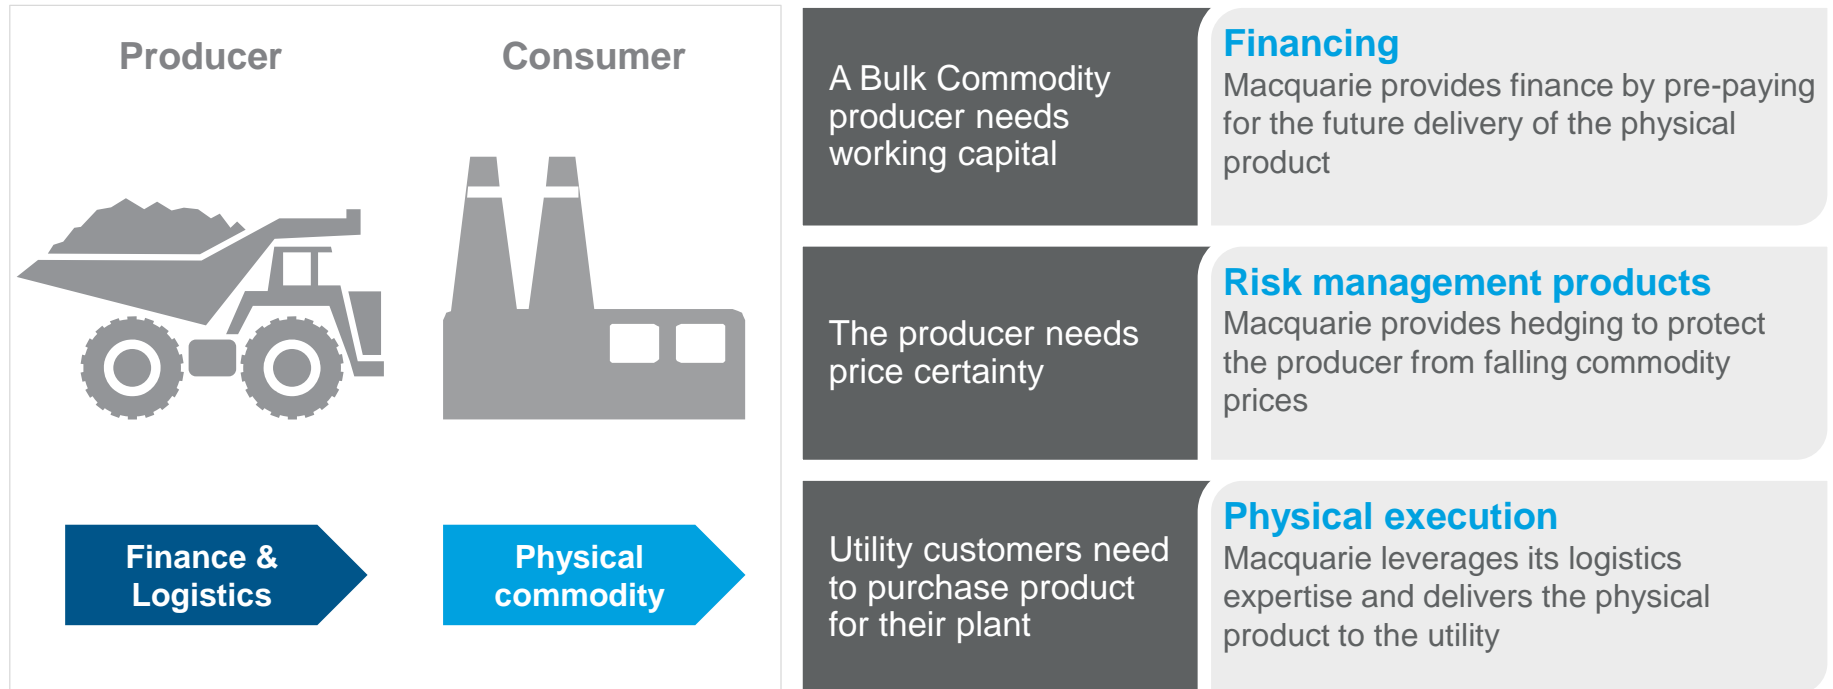 Producer
Consumer
Finance &
Logistics
Physical
commodity
A Bulk Commodity
producer needs
working capital
Financing
Macquarie provides finance by pre-paying
for the future delivery of the physical
product
The producer needs
price certainty
Risk management products
Macquarie provides hedging to protect
the producer from falling commodity
prices
Utility customers need
to purchase product
for their plant
Physical execution
Macquarie leverages its logistics
expertise and delivers the physical
product to the utility